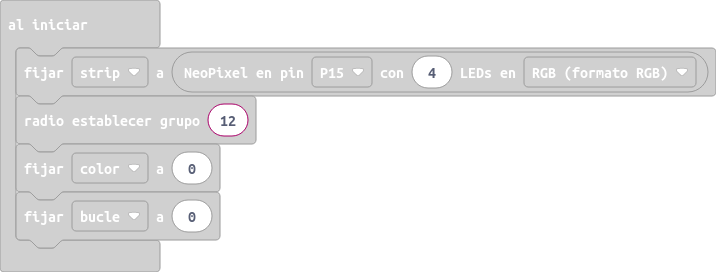 al iniciar
fijar strip a NeoPixel en pin P15 con 4 LEDs en RGB (formato RGB)
radio establecer grupo 12
fijar color a 0
fijar bucle a 0